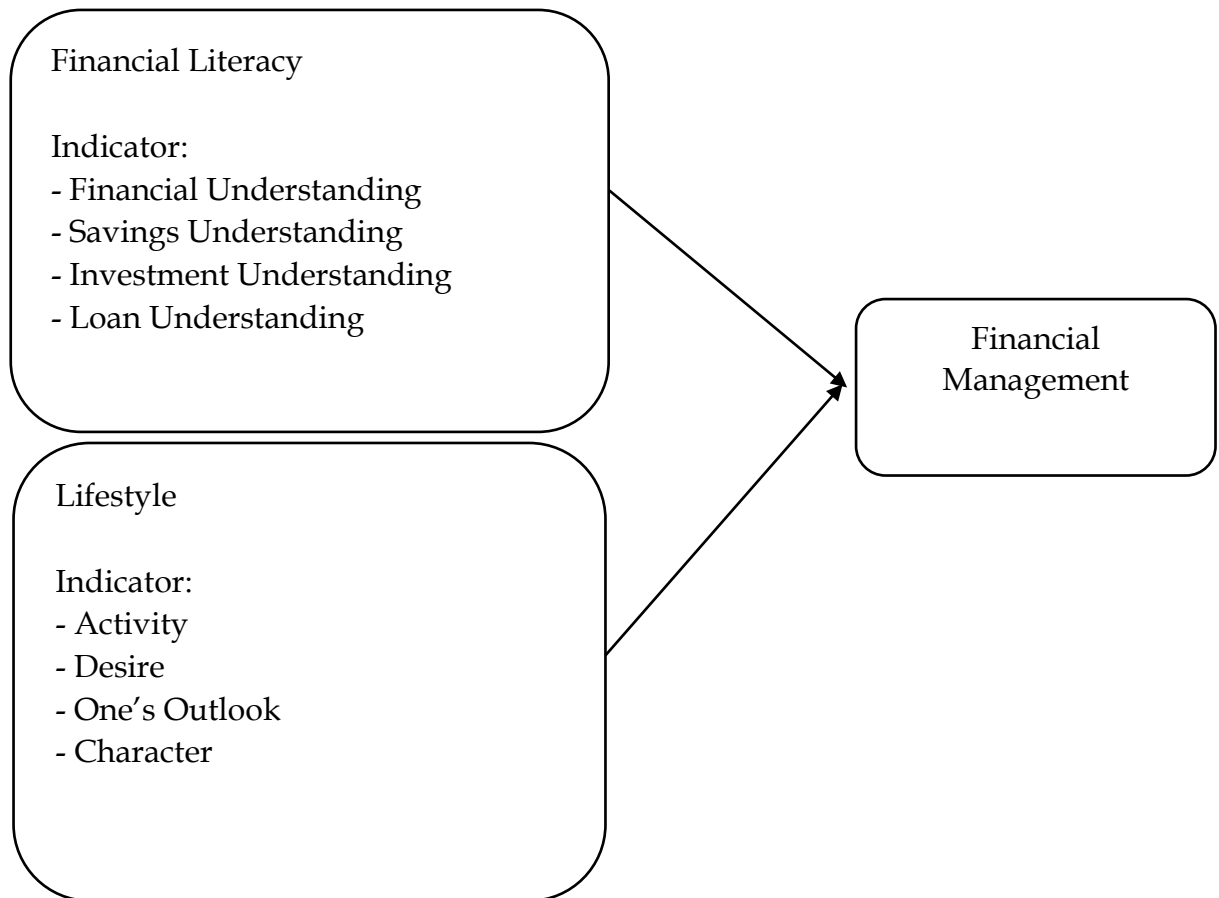 Financial Literacy
Indicator:
- Financial Understanding
- Savings Understanding
- Investment Understanding
- Loan Understanding
Financial
Management
Lifestyle
Indicator:
- Activity
- Desire
- One’s Outlook
- Character